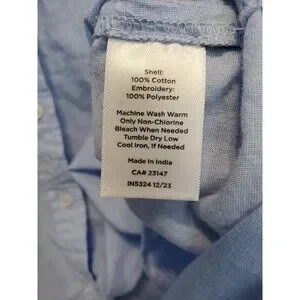 Shell:
100% Cotton
Embroidery:
100% Polyester
Machine Wash Warm
Only Non-Chlorine
Bleach When Needed
Tumble Dry Low
Cool Iron, If Needed
Made In India
CA# 23147
IN5324 12/23